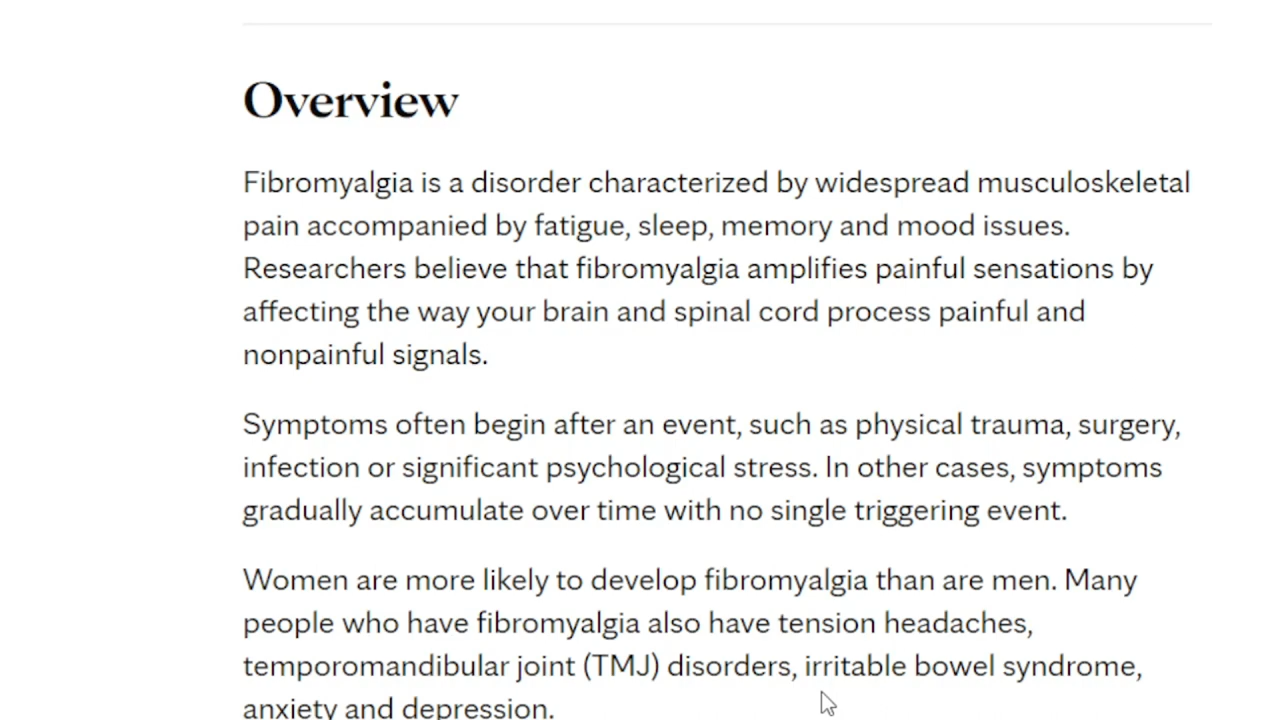 Overview
Fibromyalgia is a disorder characterized by widespread musculoskeletal
pain accompanied by fatigue, sleep, memory and mood issues.
Researchers believe that fibromyalgia amplifies painful sensations by
affecting the way your brain and spinal cord process painful and
nonpainful signals.
Symptoms often begin after an event, such as physical trauma, surgery,
infection or significant psychological stress. In other cases, symptoms
gradually accumulate over time with no single triggering event.
Women are more likely to develop fibromyalgia than are men. Many
people who have fibromyalgia also have tension headaches,
temporomandibular joint (TMJ) disorders, irritable bowel syndrome,
anxiety and depression.